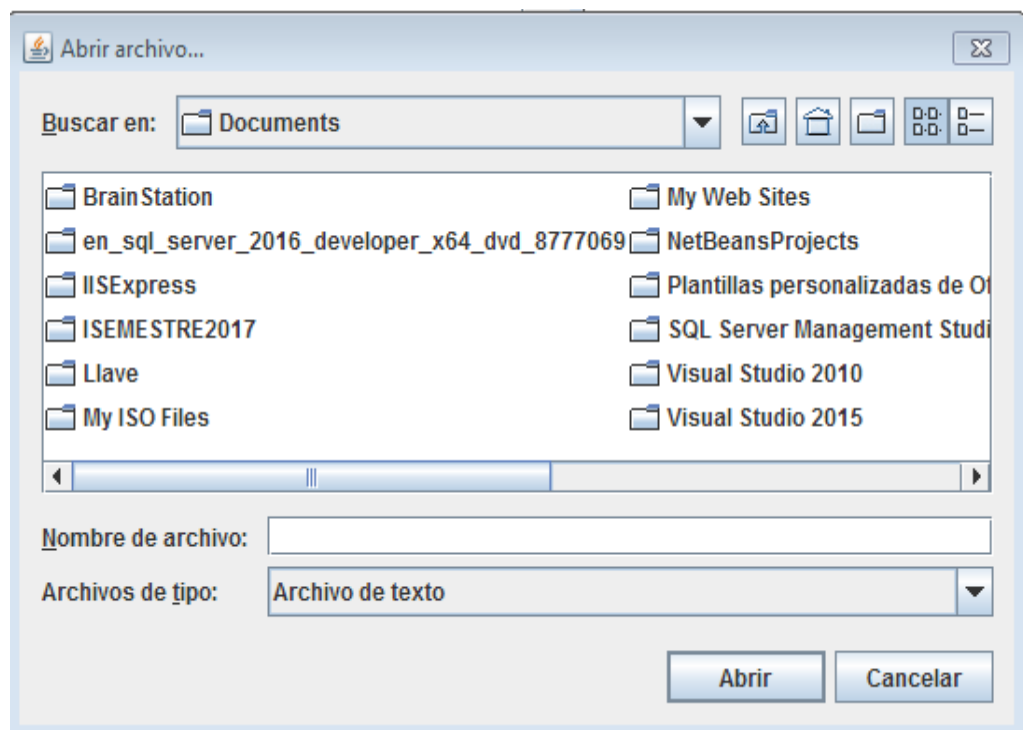 Abrir archivo...
Buscar en: Documents
BrainStation
en_sql_server_2016_developer_x64_dvd_8777069
IISExpress
ISEMESTRE2017
Llave
My ISO Files
My Web Sites
NetBeansProjects
Plantillas personalizadas de Of
SQL Server Management Studi
Visual Studio 2010
Visual Studio 2015
Nombre de archivo:
Archivos de tipo: Archivo de texto
Abrir Cancelar